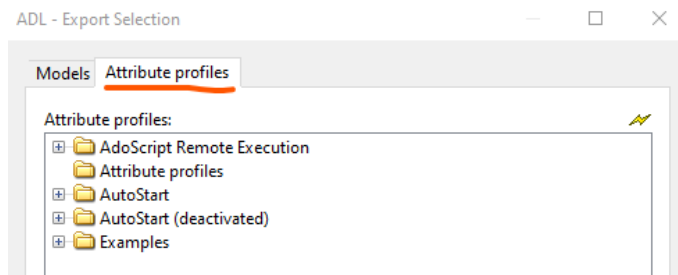 ADL - Export Selection
Models Attribute profiles
Attribute profiles:
AdoScript Remote Execution
Attribute profiles
AutoStart
AutoStart (deactivated)
Examples